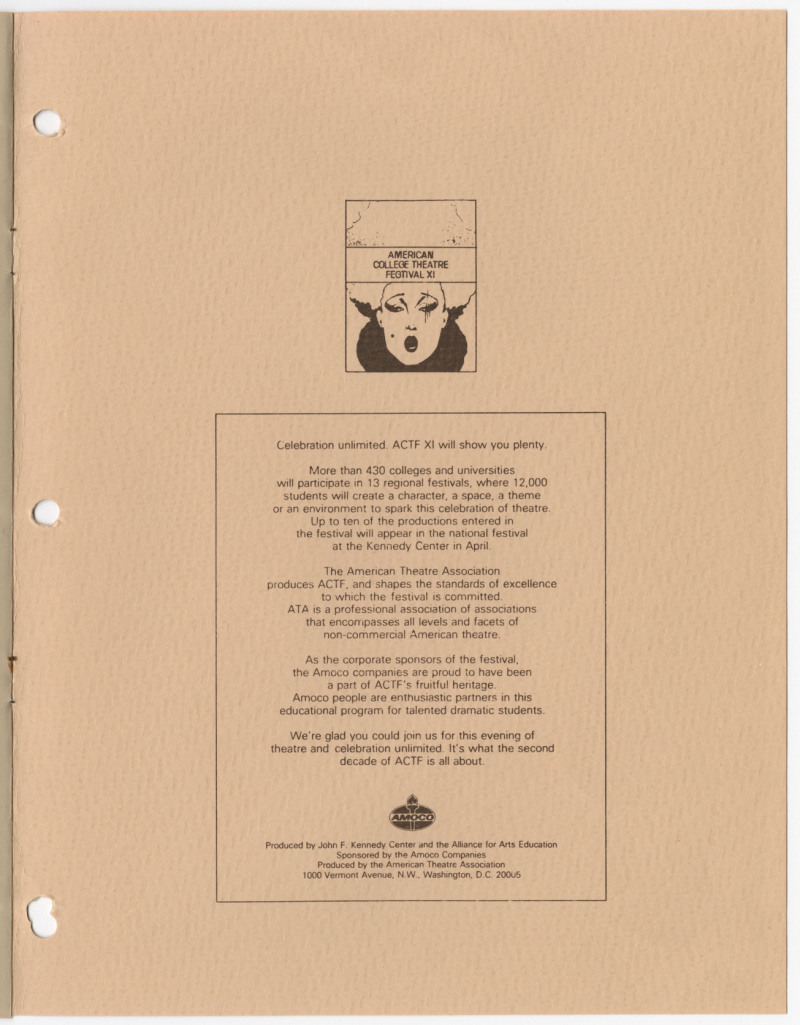 AMERICAN
COLLEGE THEATRE
FESTIVAL XI
Celebration unlimited. ACTF XI will show you plenty.
More than 430 colleges and universities
will participate in 13 regional festivals, where 12,000
students will create a character, a space, a theme
or an environment to spark this celebration of theatre.
Up to ten of the productions entered in
the festival will appear in the national festival
at the Kennedy Center in April.
The American Theatre Association
produces ACTF, and shapes the standards of excellence
to which the festival is committed.
ATA is a professional association of associations
that encompasses all levels and facets of
non-commercial American theatre.
As the corporate sponsors of the festival,
the Amoco companies are proud to have been
a part of ACTF's fruitful heritage.
Amoco people are enthusiastic partners in this
educational program for talented dramatic students.
We're glad you could join us for this evening of
theatre and celebration unlimited. It's what the second
decade of ACTF is all about.
AMOCO
Produced by John F. Kennedy Center and the Alliance for Arts Education
Sponsored by the Amoco Companies
Produced by the American Theatre Association
1000 Vermont Avenue, N.W., Washington, D.C. 20005